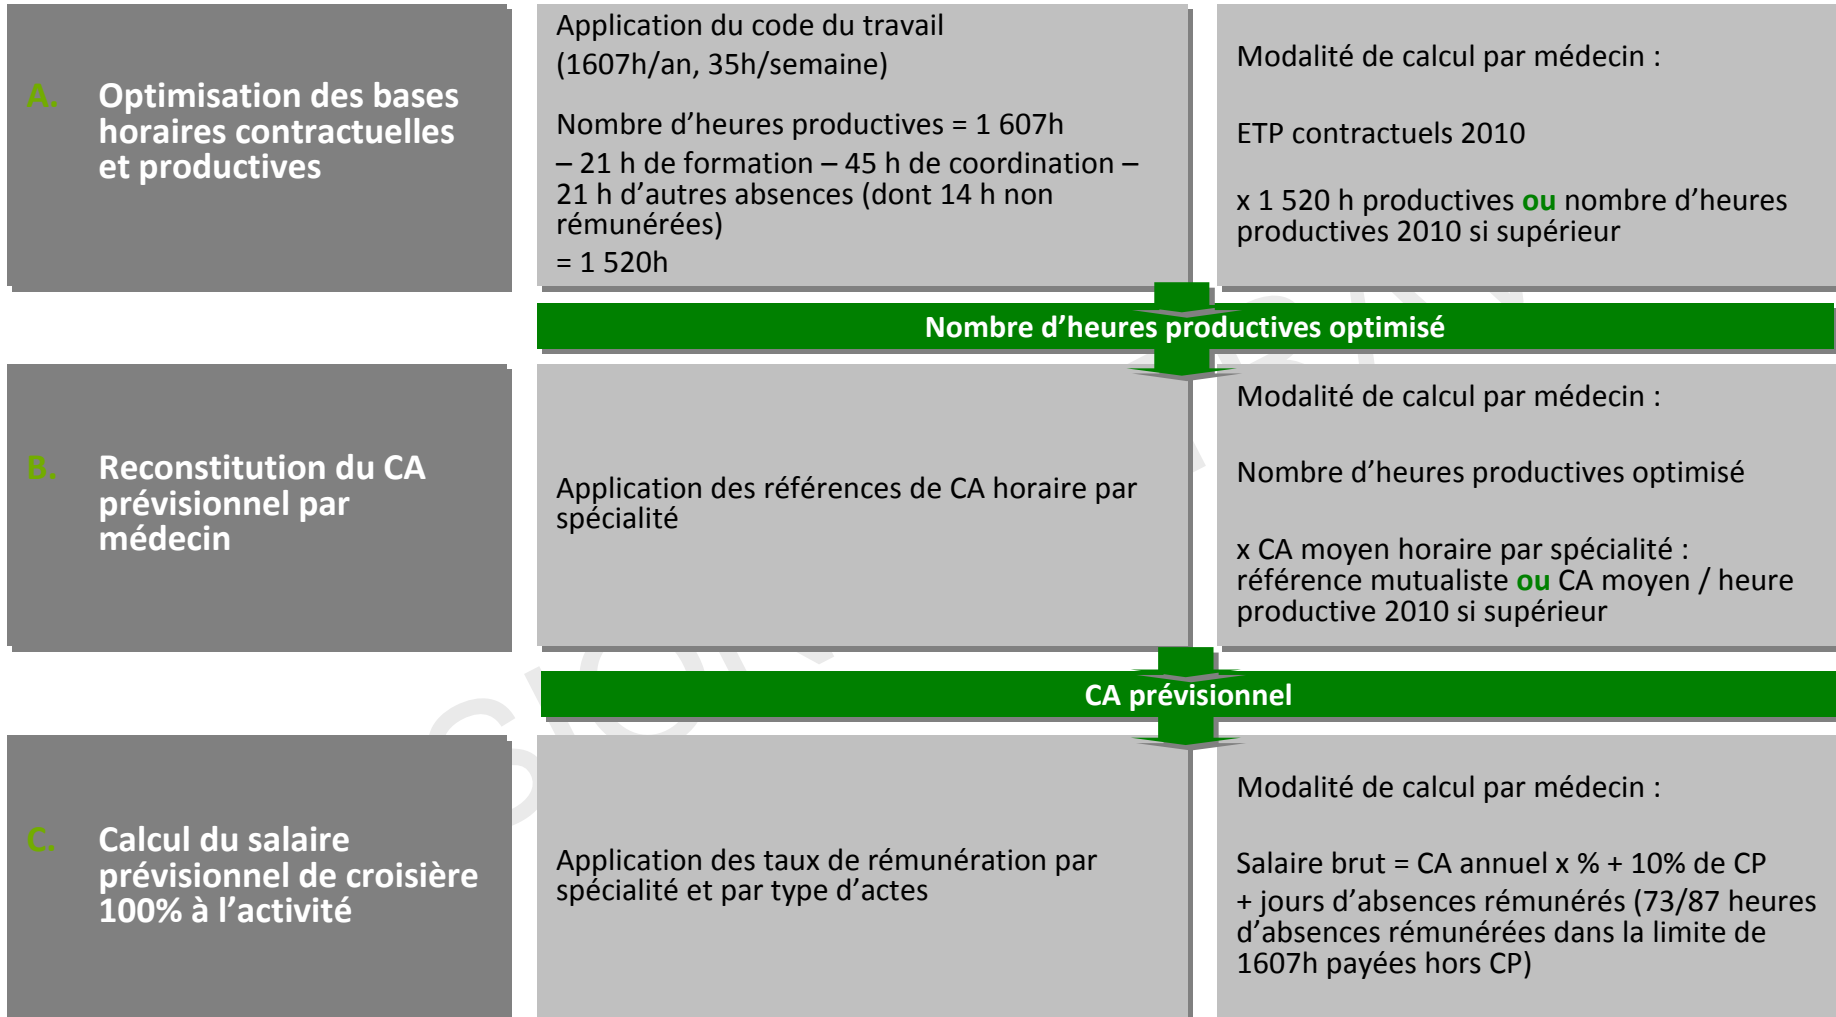 A. Optimisation des bases
horaires contractuelles
et productives
Application du code du travail
(1607h/an, 35h/semaine)
Nombre d’heures productives = 1 607h
– 21 h de formation – 45 h de coordination –
21 h d’autres absences (dont 14 h non
rémunérées)
= 1 520h
Modalité de calcul par médecin :
ETP contractuels 2010
x 1 520 h productives ou nombre d’heures
productives 2010 si supérieur
Nombre d’heures productives optimisé
B. Reconstitution du CA
prévisionnel par
médecin
Application des références de CA horaire par
spécialité
Modalité de calcul par médecin :
Nombre d’heures productives optimisé
x CA moyen horaire par spécialité :
référence mutualiste ou CA moyen / heure
productive 2010 si supérieur
CA prévisionnel
C. Calcul du salaire
prévisionnel de croisière
100% à l’activité
Application des taux de rémunération par
spécialité et par type d’actes
Modalité de calcul par médecin :
Salaire brut = CA annuel x % + 10% de CP
+ jours d’absences rémunérés (73/87 heures
d’absences rémunérées dans la limite de
1607h payées hors CP)